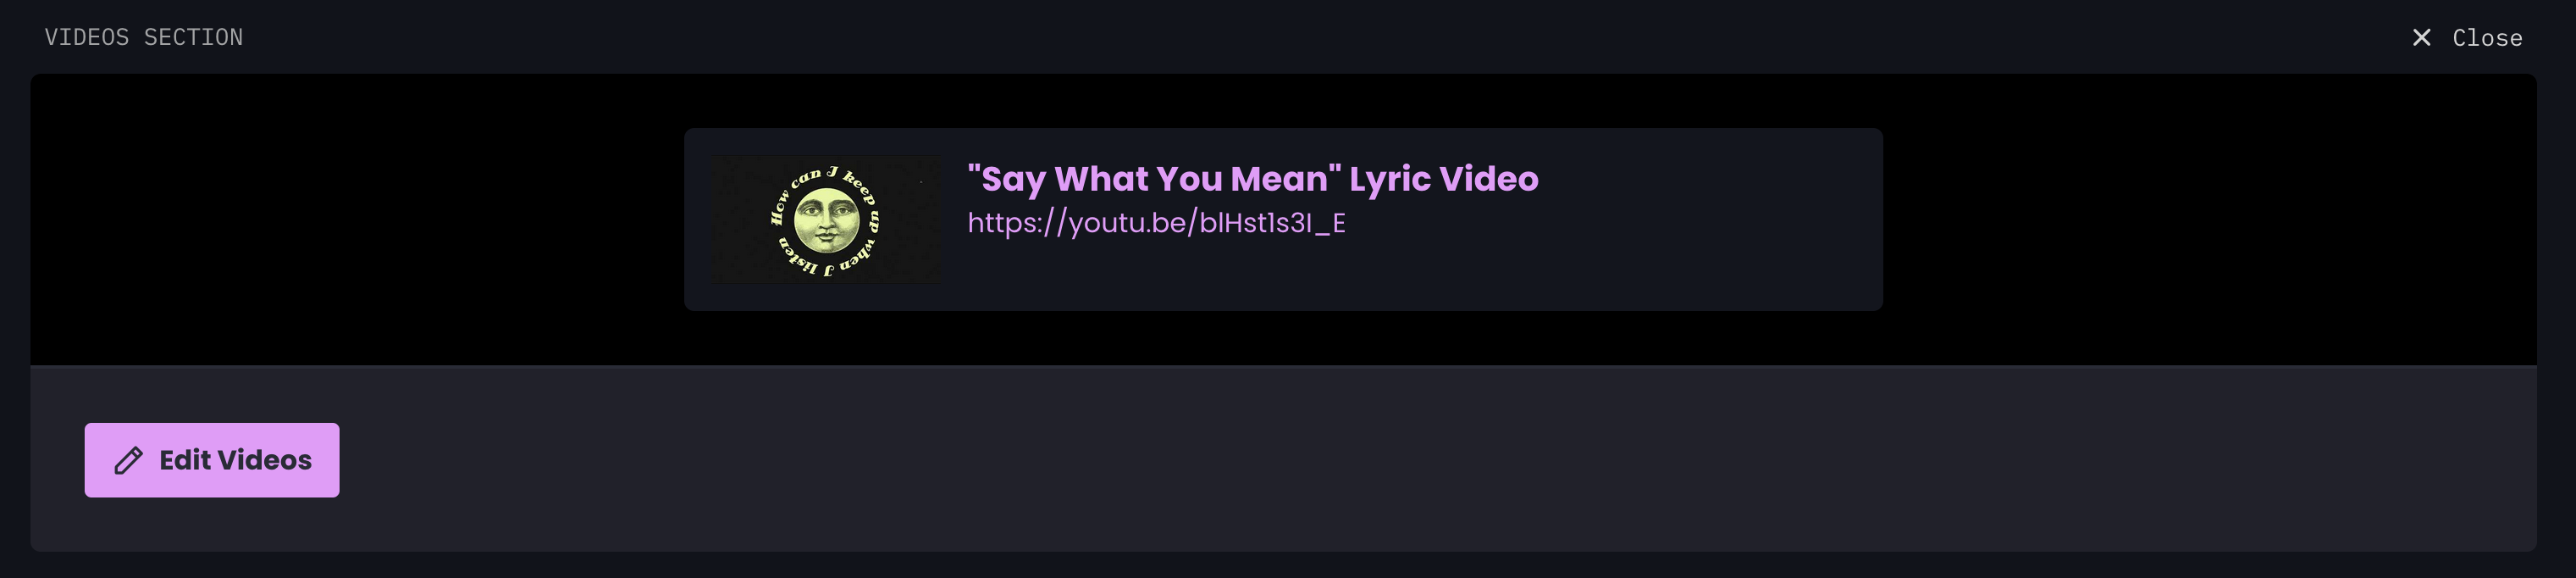 VIDEOS SECTION
Close
How can I keep up when I listen
"Say What You Mean" Lyric Video
https://youtu.be/blHst1s3I_E
Edit Videos